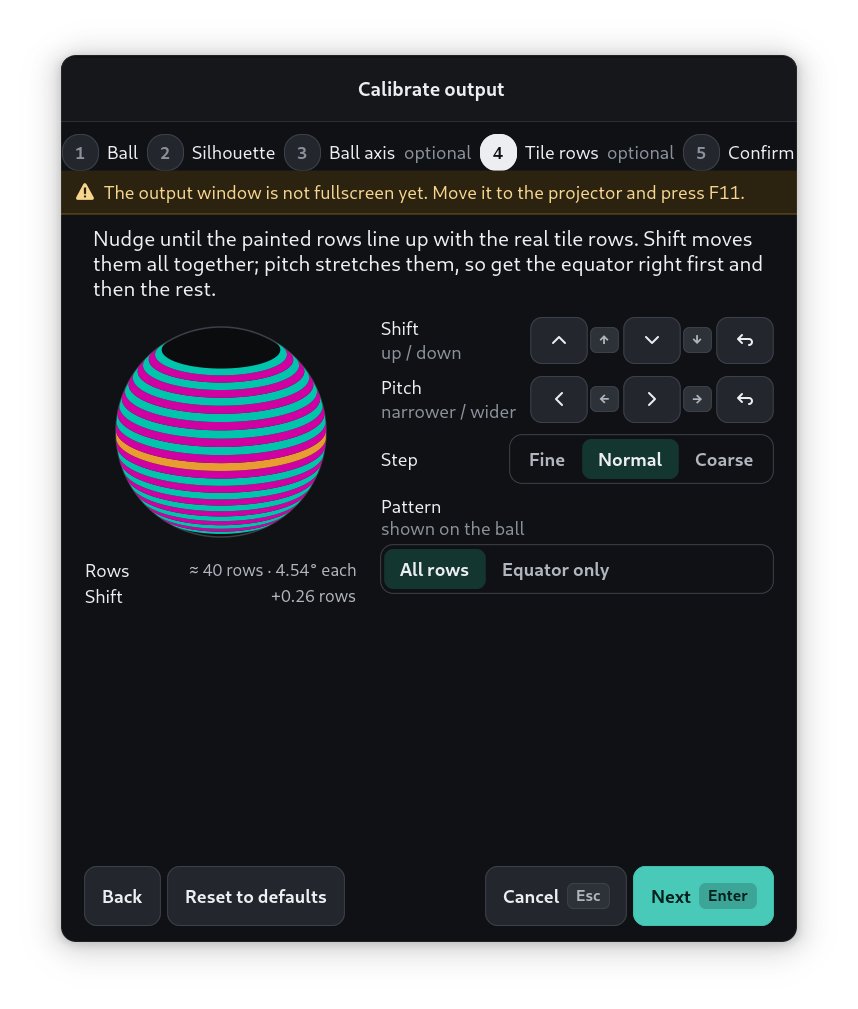 Calibrate output
1 Ball 2 Silhouette 3 Ball axis optional 4 Tile rows optional 5 Confirm
The output window is not fullscreen yet. Move it to the projector and press F11.
Nudge until the painted rows line up with the real tile rows. Shift moves
them all together; pitch stretches them, so get the equator right first and
then the rest.
Shift
up / down
Pitch
narrower / wider
Step Fine Normal Coarse
Pattern
shown on the ball
All rows Equator only
Rows ≈ 40 rows · 4.54° each
Shift +0.26 rows
Back Reset to defaults Cancel Esc Next Enter